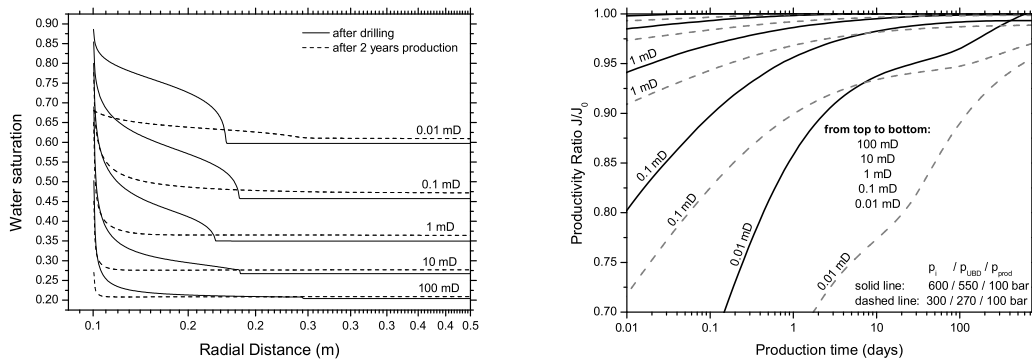 0.90
0.85
0.80
0.75
0.70
0.65
0.60
0.55
0.50
0.45
0.40
0.35
0.30
0.25
0.20
Water saturation
after drilling
after 2 years production
0.01 mD
0.1 mD
1 mD
10 mD
100 mD
0.1 0.2 0.2 0.3 0.3 0.4 0.4 0.5
Radial Distance (m)
1.00
0.95
0.90
0.85
0.80
0.75
0.70
Productivity Ratio J/J0
1 mD
1 mD
0.1 mD
0.1 mD
0.01 mD
0.01 mD
from top to bottom:
100 mD
10 mD
1 mD
0.1 mD
0.01 mD
pi / pUBD / pprod
solid line: 600 / 550 / 100 bar
dashed line: 300 / 270 / 100 bar
0.01 0.1 1 10 100
Production time (days)